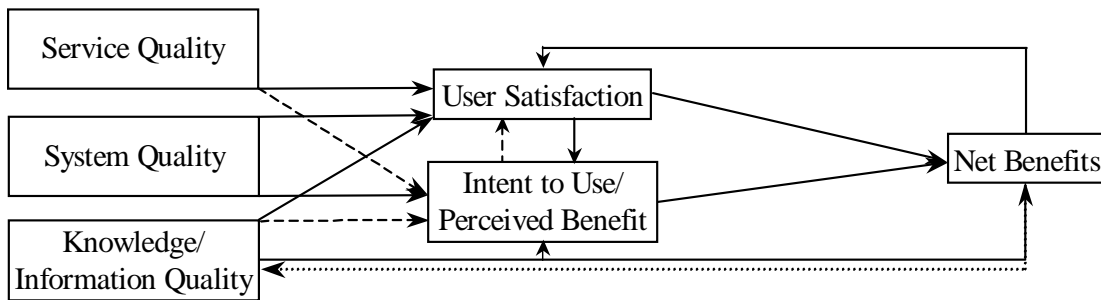 Service Quality
User Satisfaction
System Quality
Net Benefits
Intent to Use/
Perceived Benefit
Knowledge/
Information Quality